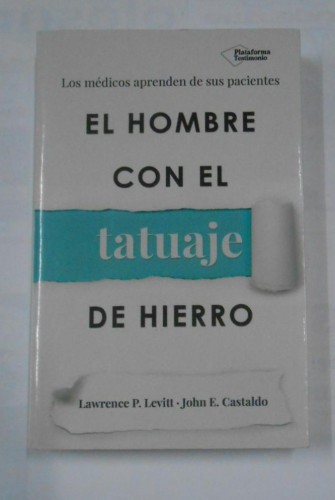 Plataforma
Testimonio
Los médicos aprenden de sus pacientes
EL HOMBRE
CON EL
tatuaje
DE HIERRO
Lawrence P. Levitt · John E. Castaldo